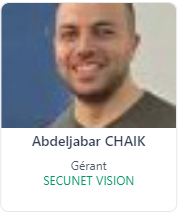 Abdeljabar CHAIK
Gérant
SECUNET VISION